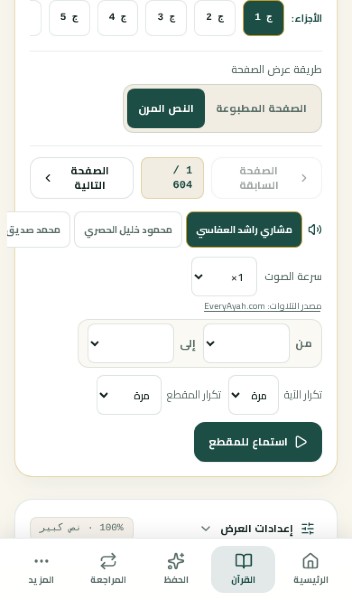 الأجزاء: ج 1 ج 2 ج 3 ج 4 ج 5
طريقة عرض الصفحة
الصفحة المطبوعة النص المرن
الصفحة السابقة 1 / 604 الصفحة التالية
مشاري راشد العفاسي محمود خليل الحصري محمد صديق
سرعة الصوت 1×
مصدر التلاوات: EveryAyah.com
من إلى
تكرار الآية مرة تكرار المقطع مرة
استماع للمقطع
إعدادات العرض 100% · نص كبير
الرئيسية القرآن الحفظ المراجعة المزيد